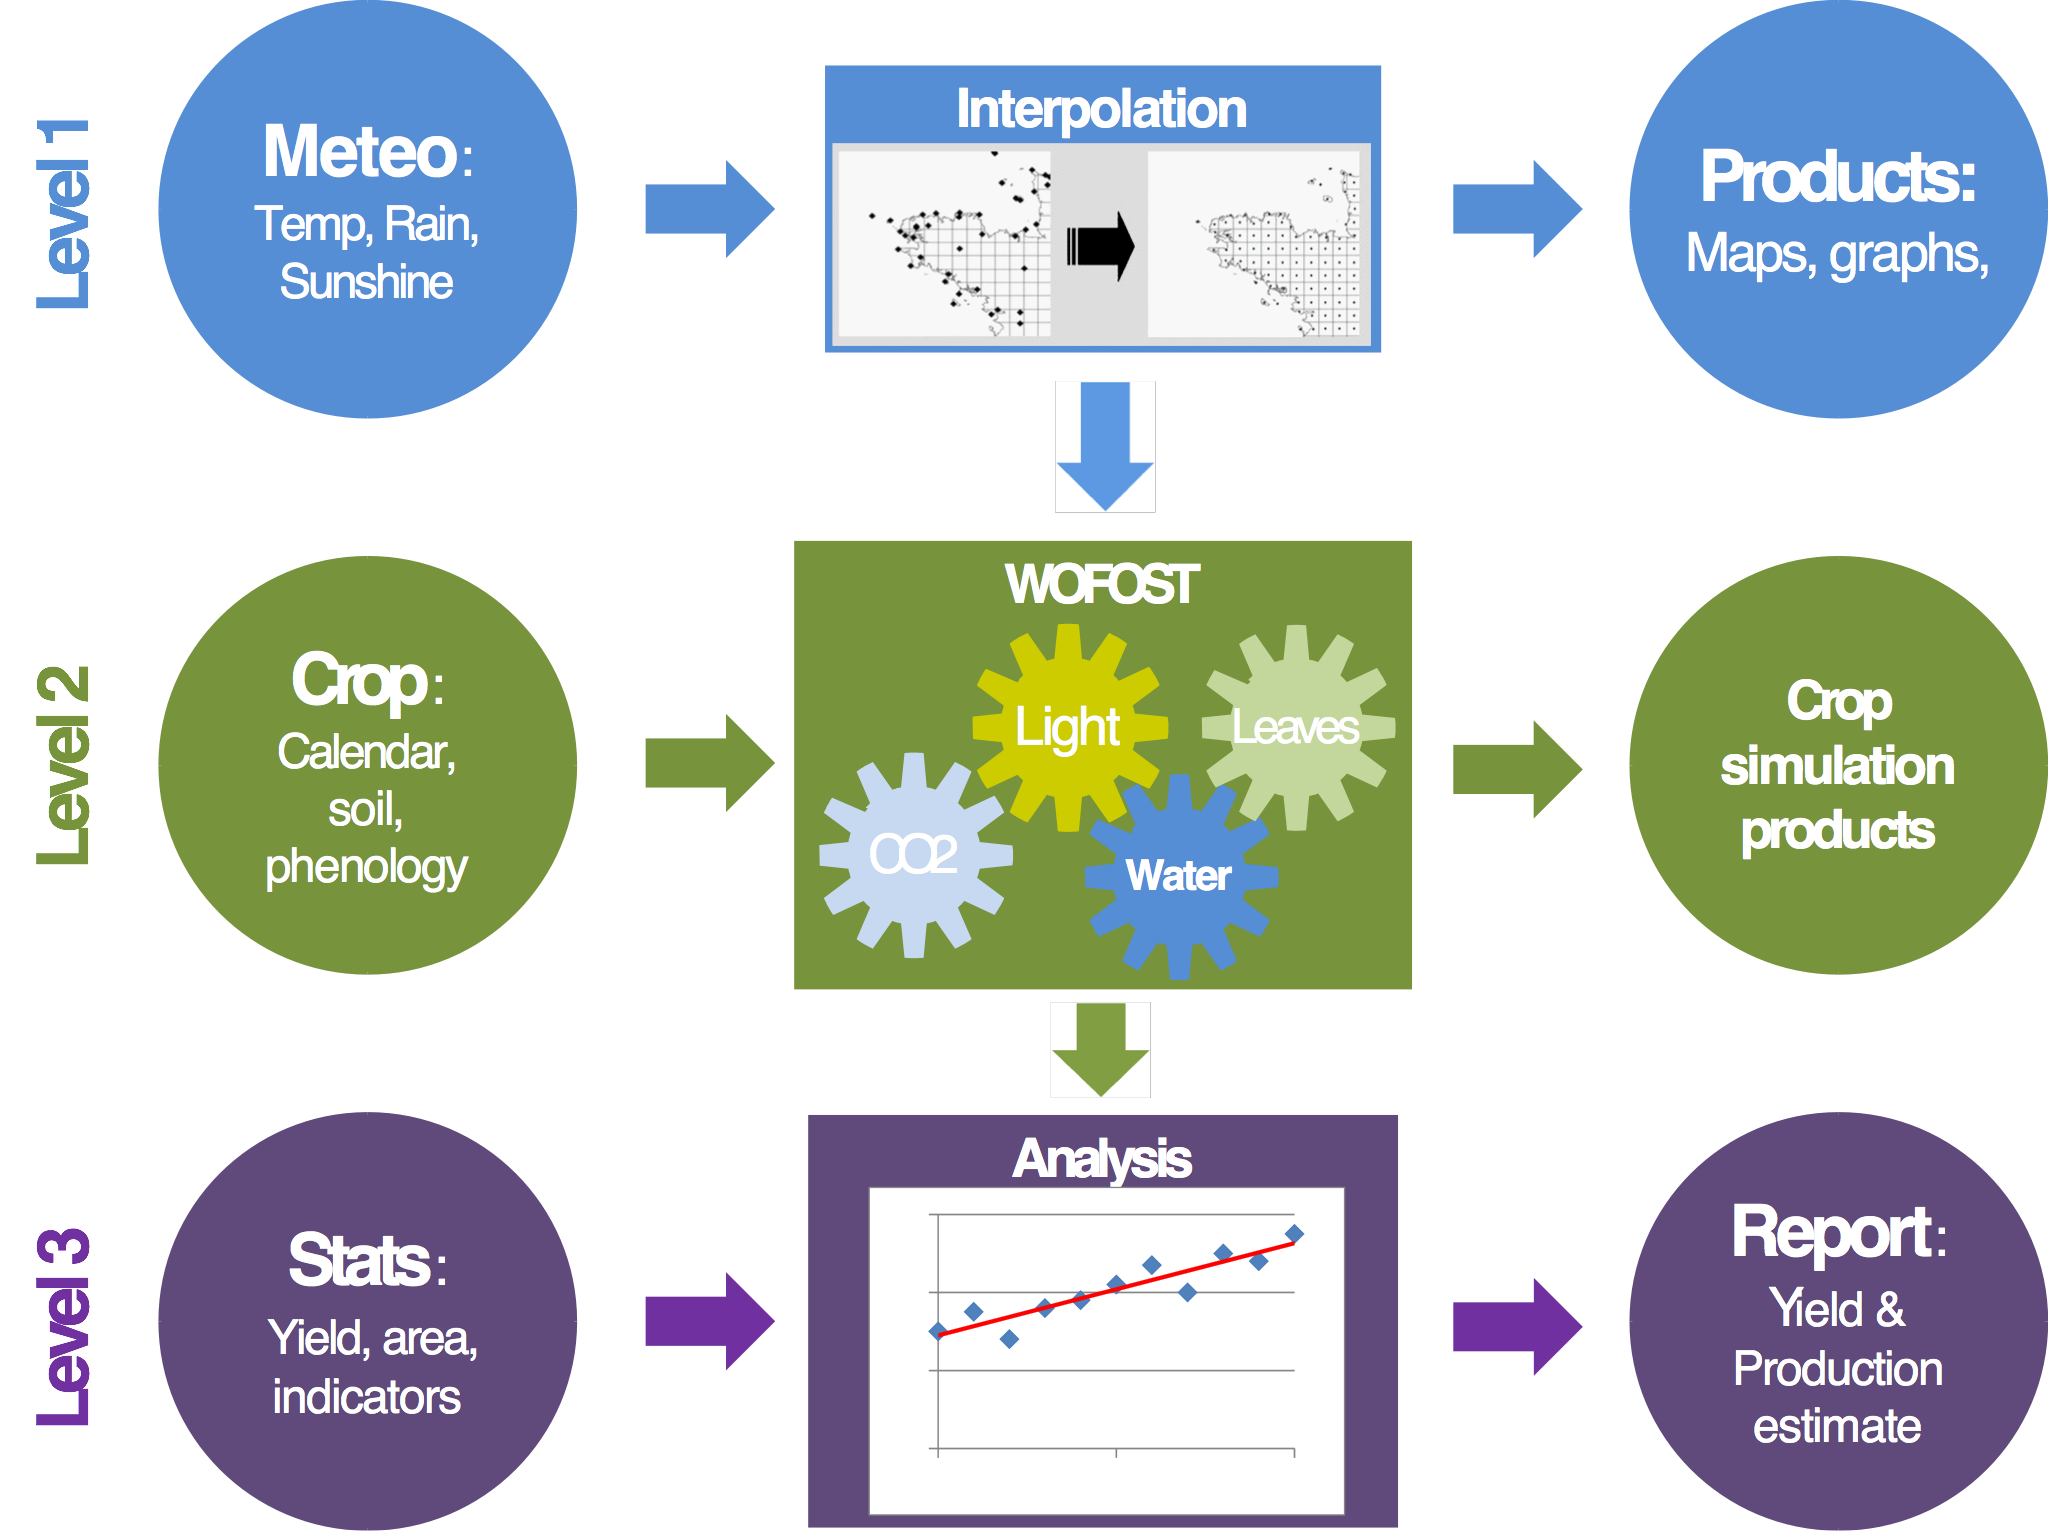 Level 1
Meteo:
Temp, Rain,
Sunshine
Interpolation
Products:
Maps, graphs,
Level 2
Crop:
Calendar,
soil,
phenology
WOFOST
Light
Leaves
CO2
Water
Crop
simulation
products
Level 3
Stats:
Yield, area,
indicators
Analysis
Report:
Yield &
Production
estimate